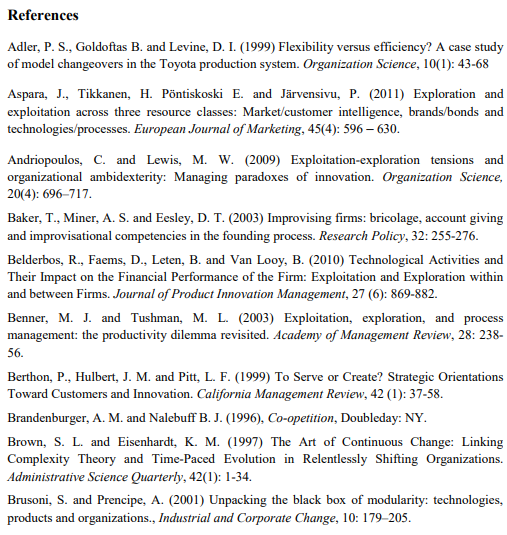 References
Adler, P. S., Goldoftas B. and Levine, D. I. (1999) Flexibility versus efficiency? A case study
of model changeovers in the Toyota production system. Organization Science, 10(1): 43-68
Aspara, J., Tikkanen, H. Pöntiskoski E. and Järvensivu, P. (2011) Exploration and
exploitation across three resource classes: Market/customer intelligence, brands/bonds and
technologies/processes. European Journal of Marketing, 45(4): 596 – 630.
Andriopoulos, C. and Lewis, M. W. (2009) Exploitation-exploration tensions and
organizational ambidexterity: Managing paradoxes of innovation. Organization Science,
20(4): 696–717.
Baker, T., Miner, A. S. and Eesley, D. T. (2003) Improvising firms: bricolage, account giving
and improvisational competencies in the founding process. Research Policy, 32: 255-276.
Belderbos, R., Faems, D., Leten, B. and Van Looy, B. (2010) Technological Activities and
Their Impact on the Financial Performance of the Firm: Exploitation and Exploration within
and between Firms. Journal of Product Innovation Management, 27 (6): 869-882.
Benner, M. J. and Tushman, M. L. (2003) Exploitation, exploration, and process
management: the productivity dilemma revisited. Academy of Management Review, 28: 238-
56.
Berthon, P., Hulbert, J. M. and Pitt, L. F. (1999) To Serve or Create? Strategic Orientations
Toward Customers and Innovation. California Management Review, 42 (1): 37-58.
Brandenburger, A. M. and Nalebuff B. J. (1996), Co-opetition, Doubleday: NY.
Brown, S. L. and Eisenhardt, K. M. (1997) The Art of Continuous Change: Linking
Complexity Theory and Time-Paced Evolution in Relentlessly Shifting Organizations.
Administrative Science Quarterly, 42(1): 1-34.
Brusoni, S. and Prencipe, A. (2001) Unpacking the black box of modularity: technologies,
products and organizations., Industrial and Corporate Change, 10: 179–205.